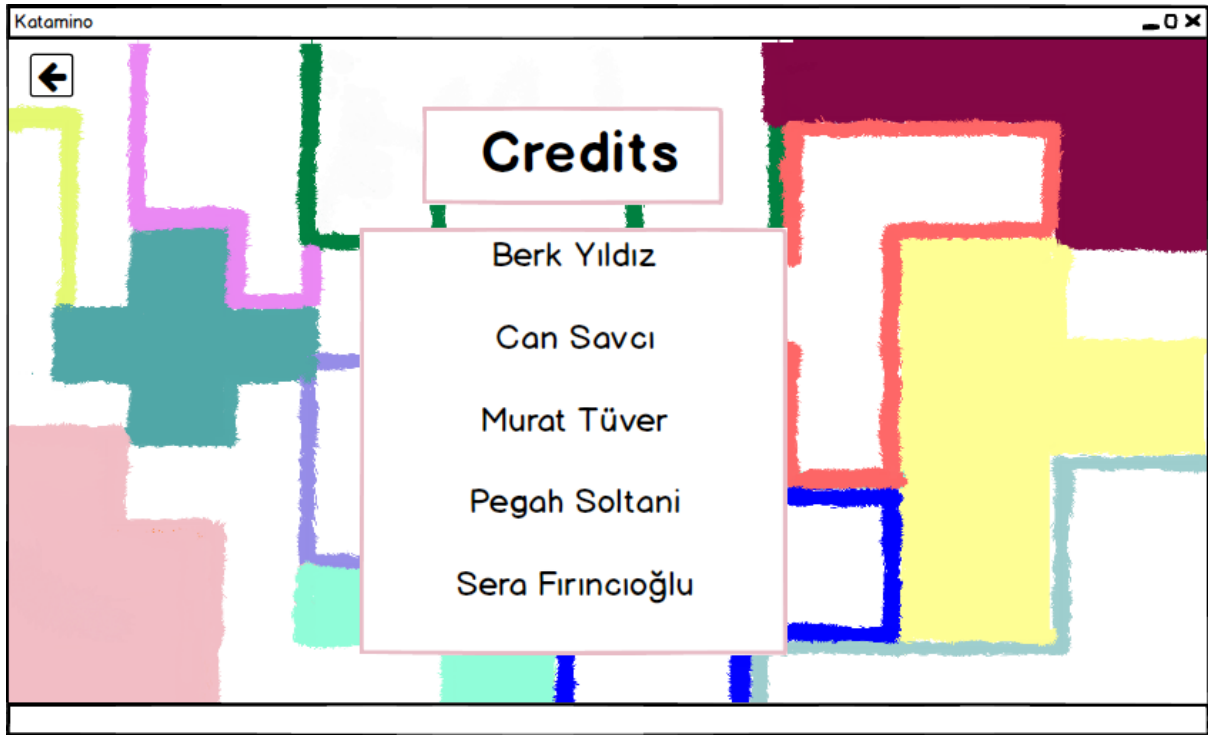 Katamino
Credits
Berk Yıldız
Can Savcı
Murat Tüver
Pegah Soltani
Sera Fırıncıoğlu